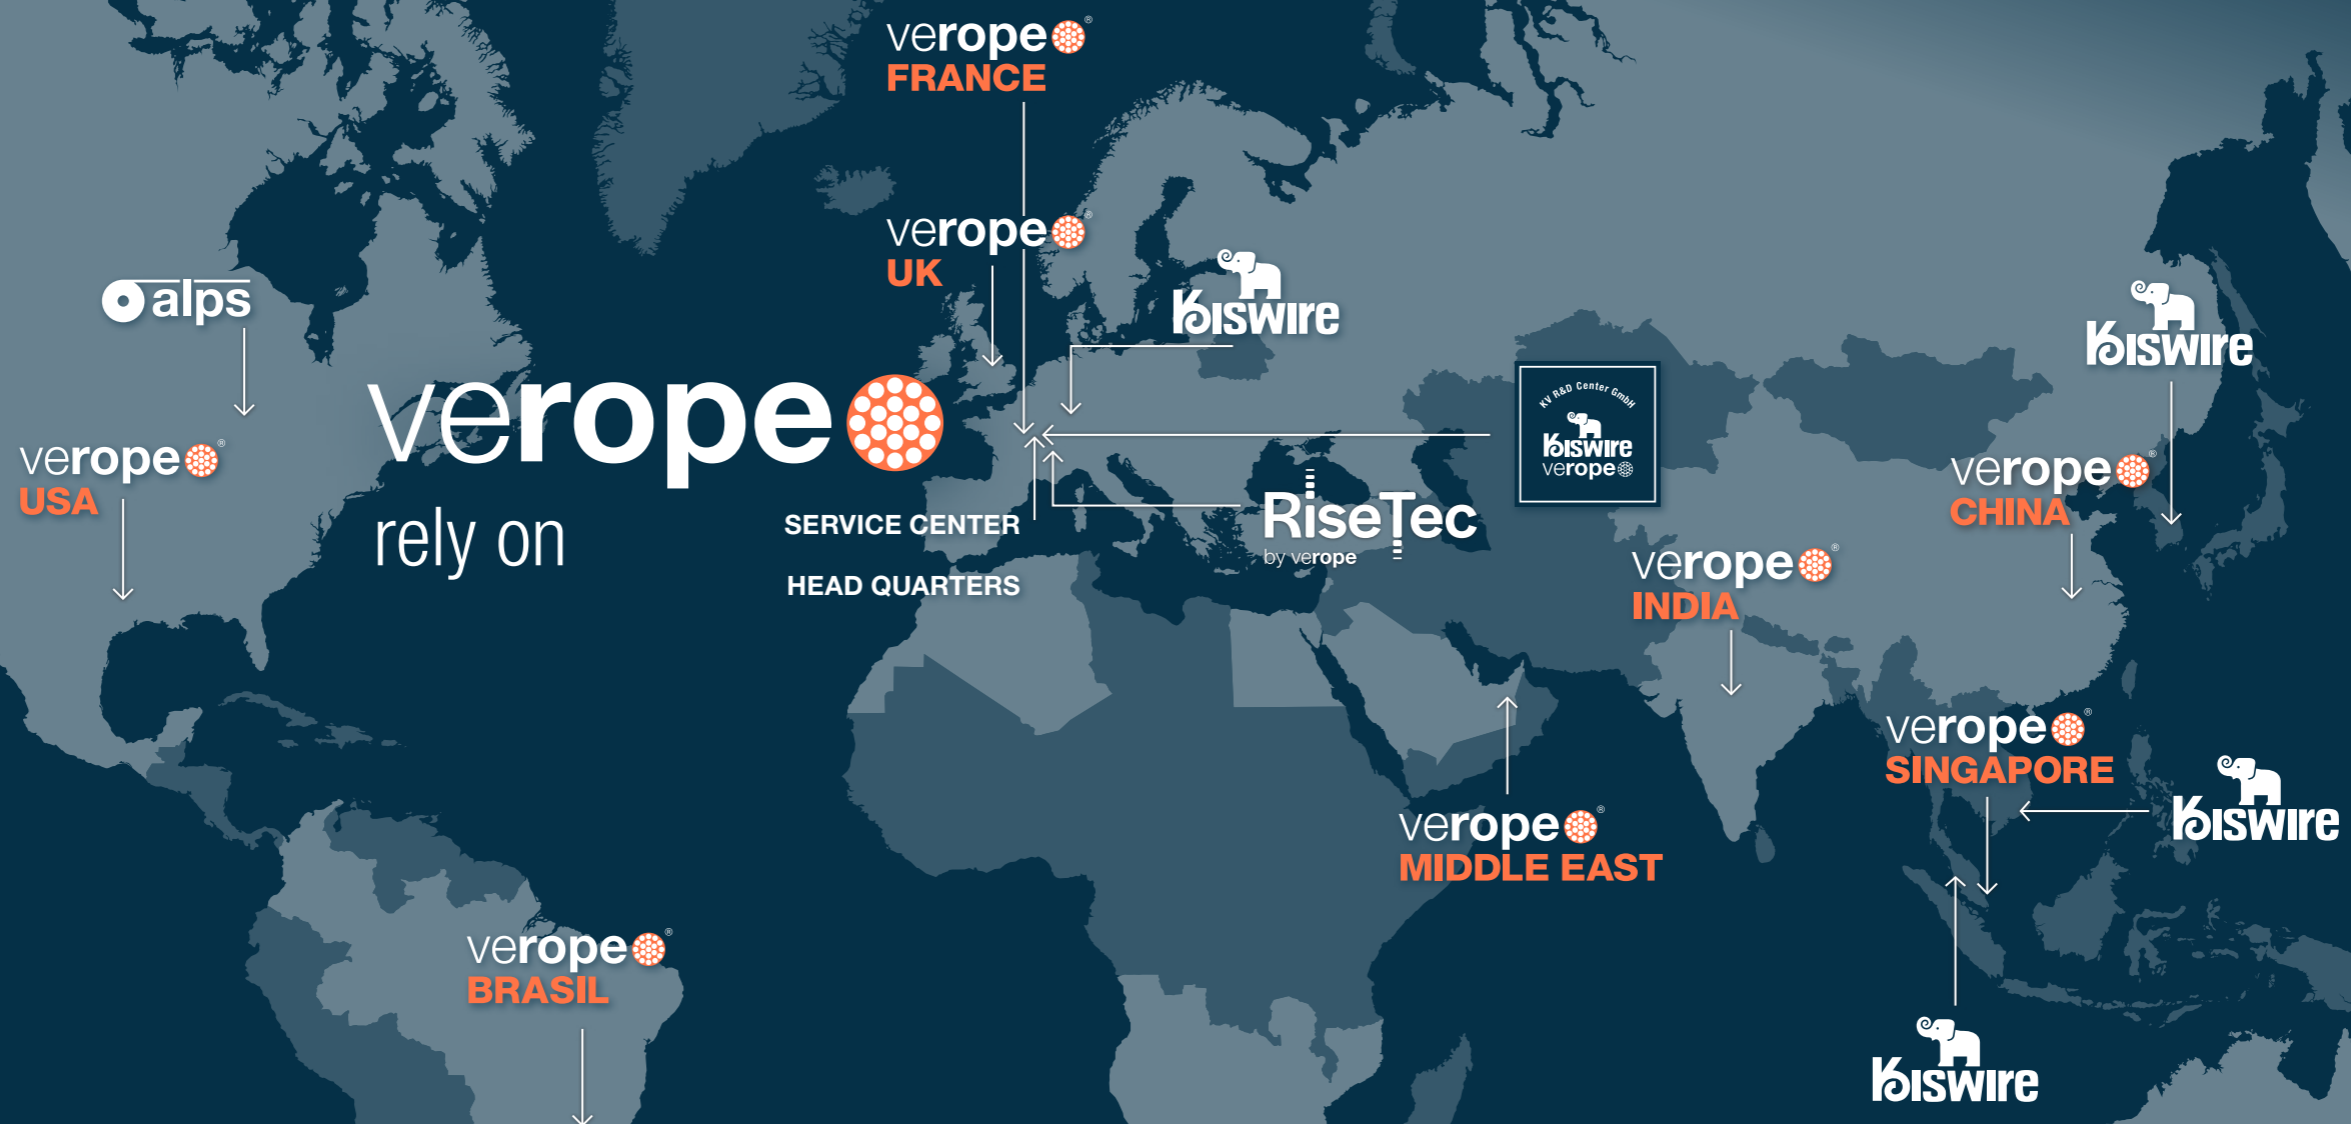 verope®
FRANCE
verope®
UK
Kiswire
alps
verope
rely on
verope®
USA
SERVICE CENTER
HEAD QUARTERS
RiseTec
by verope
KV R&D Center GmbH
Kiswire
verope
Kiswire
verope®
CHINA
verope®
INDIA
verope®
SINGAPORE
Kiswire
verope®
MIDDLE EAST
verope®
BRASIL
Kiswire